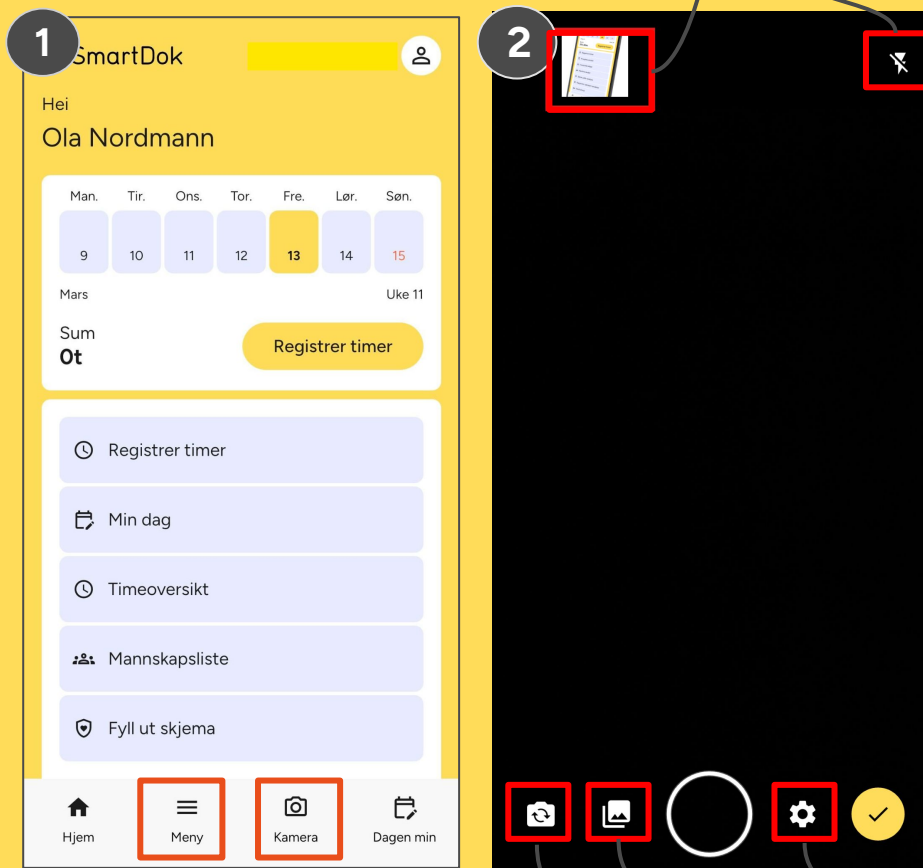 1
SmartDok
Hei
Ola Nordmann
Man. Tir. Ons. Tor. Fre. Lør. Søn.
9 10 11 12 13 14 15
Mars Uke 11
Sum
0t
Registrer timer
Registrer timer
Min dag
Timeoversikt
Mannskapsliste
Fyll ut skjema
Hjem Meny Kamera Dagen min
2